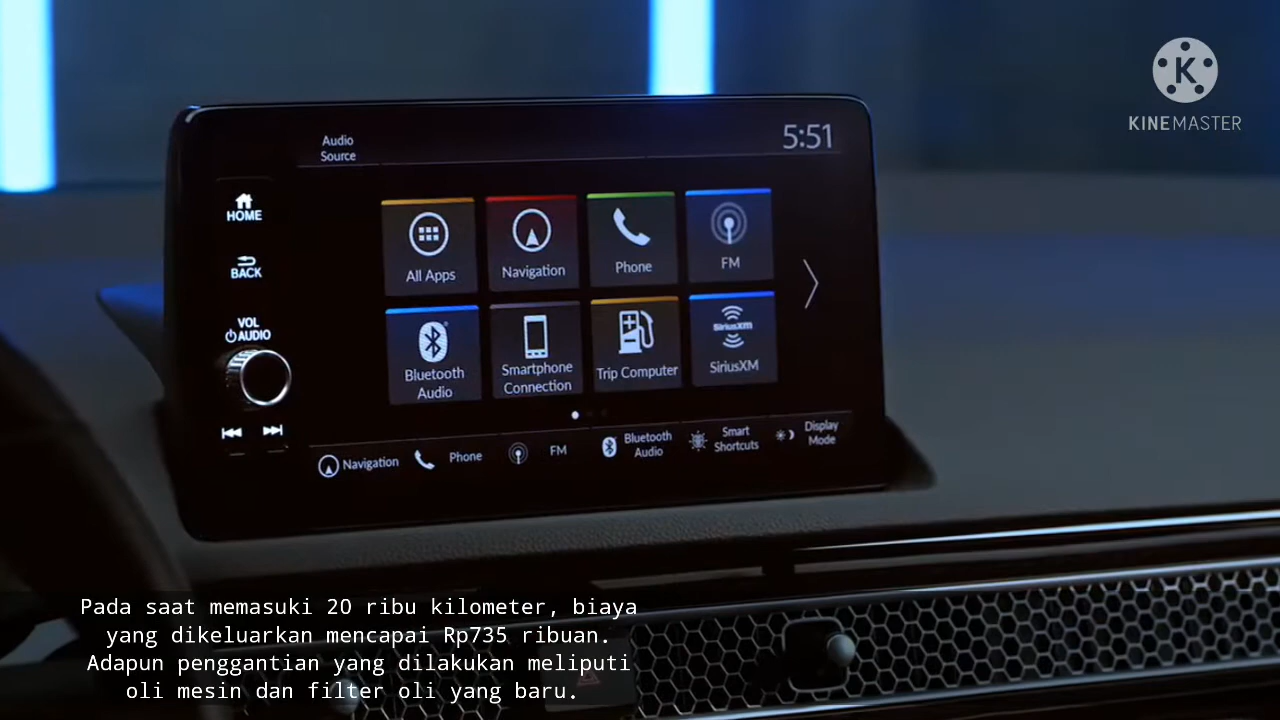 Audio
Source
5:51
HOME
BACK
VOL
AUDIO
All Apps
Navigation
Phone
FM
Bluetooth
Audio
Smartphone
Connection
Trip Computer
SiriusXM
SiriusXM
Navigation
Phone
FM
Bluetooth
Audio
Smart
Shortcuts
Display
Mode
K
KINEMASTER
Pada saat memasuki 20 ribu kilometer, biaya
yang dikeluarkan mencapai Rp735 ribuan.
Adapun penggantian yang dilakukan meliputi
oli mesin dan filter oli yang baru.